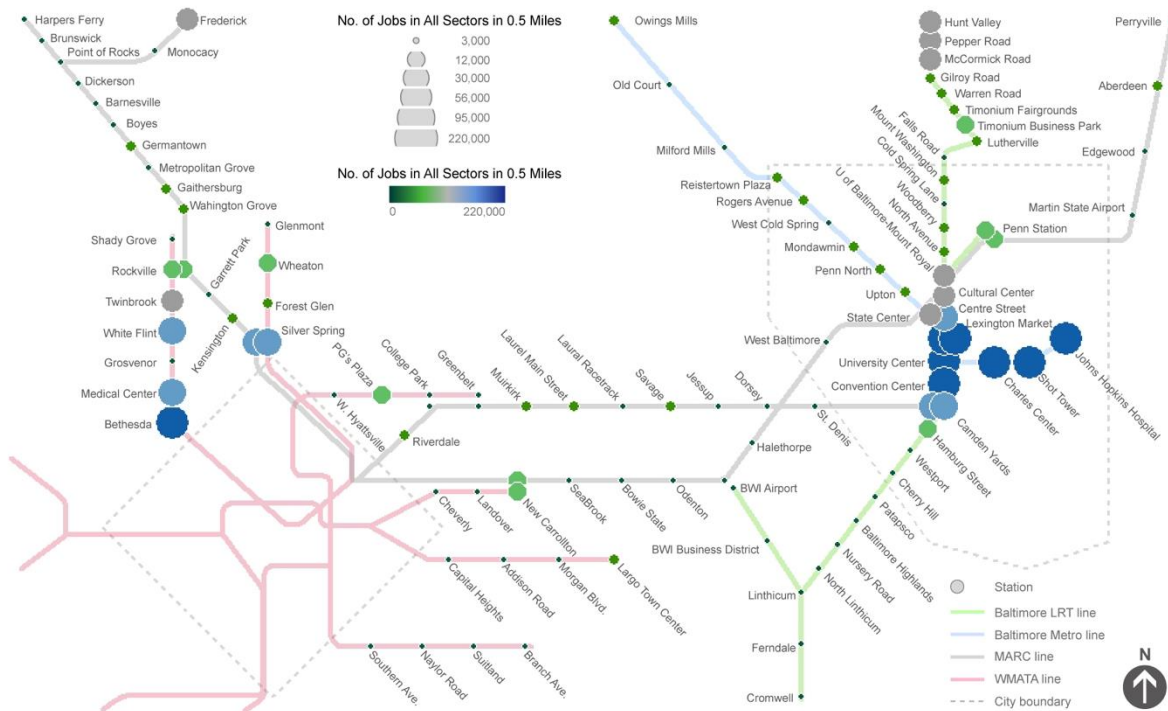 Harpers Ferry
Brunswick
Point of Rocks
Frederick
Monocacy
Dickerson
Barnesville
Boyes
Germantown
Metropolitan Grove
Gaithersburg
Wahington Grove
Shady Grove
Rockville
Twinbrook
White Flint
Grosvenor
Medical Center
Bethesda
Garrett Park
Kensington
Glenmont
Wheaton
Forest Glen
Silver Spring
No. of Jobs in All Sectors in 0.5 Miles
3,000
12,000
30,000
56,000
95,000
220,000
No. of Jobs in All Sectors in 0.5 Miles
0
220,000
Owings Mills
Old Court
Milford Mills
Reistertown Plaza
Rogers Avenue
West Cold Spring
Mondawmin
Penn North
Upton
State Center
Hunt Valley
Pepper Road
McCormick Road
Gilroy Road
Warren Road
Timonium Fairgrounds
Timonium Business Park
Lutherville
Falls Road
Mount Washington
Cold Spring Lane
Woodberry
North Avenue
U of Baltimore-Mount Royal
Perryville
Aberdeen
Edgewood
Martin State Airport
Penn Station
Cultural Center
Centre Street
Lexington Market
University Center
Convention Center
Charles Center
Shot Tower
Johns Hopkins Hospital
Camden Yards
Hamburg Street
Westport
Cherry Hill
Patapsco
Baltimore Highlands
Nursery Road
North Linthicum
Linthicum
Ferndale
Cromwell
West Baltimore
Halethorpe
BWI Airport
BWI Business District
PG's Plaza
College Park
Greenbelt
W. Hyattsville
Riverdale
Muirkrk
Laurel Main Street
Laural Racetrack
Savage
Jessup
Dorsey
St. Denis
Cheverly
Landover
New Carrollton
SeaBrook
Bowie State
Odenton
Capital Heights
Addison Road
Morgan Blvd.
Largo Town Center
Southern Ave.
Naylor Road
Suitland
Branch Ave.
Station
Baltimore LRT line
Baltimore Metro line
MARC line
WMATA line
City boundary
N